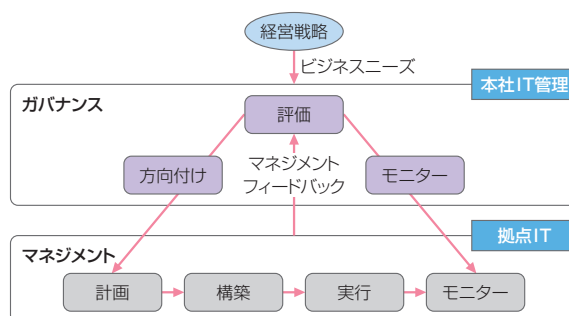 経営戦略
ビジネスニーズ
本社IT管理
ガバナンス
評価
方向付け
マネジメント
フィードバック
モニター
拠点IT
マネジメント
計画
構築
実行
モニター